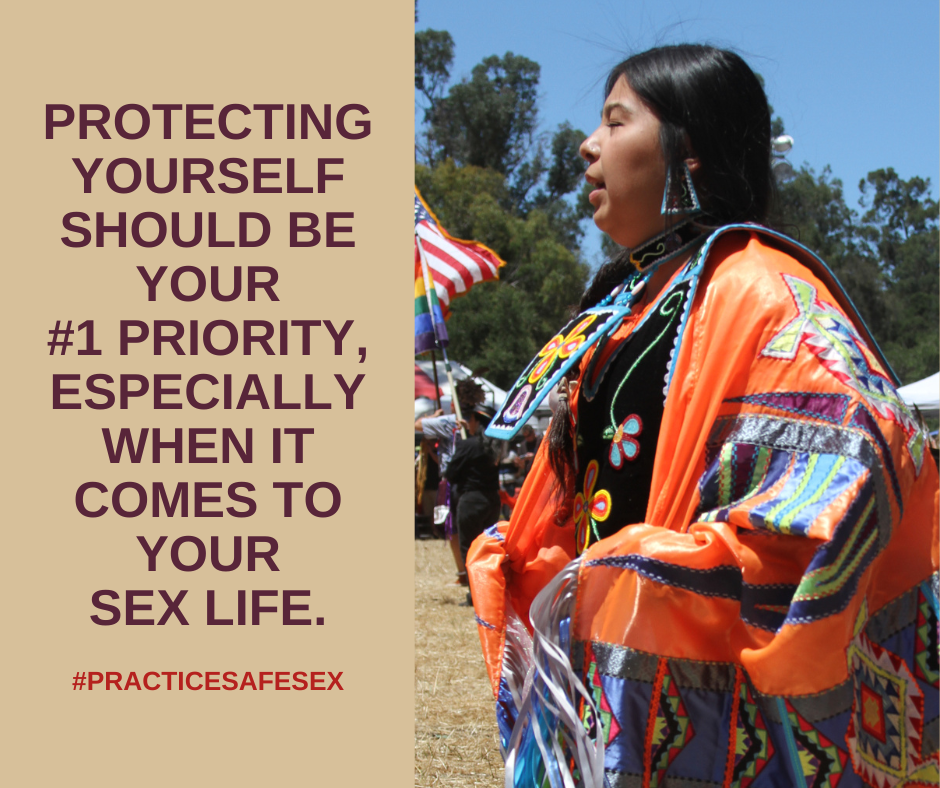 PROTECTING
YOURSELF
SHOULD BE
YOUR
#1 PRIORITY,
ESPECIALLY
WHEN IT
COMES TO
YOUR
SEX LIFE.
#PRACTICESAFESEX